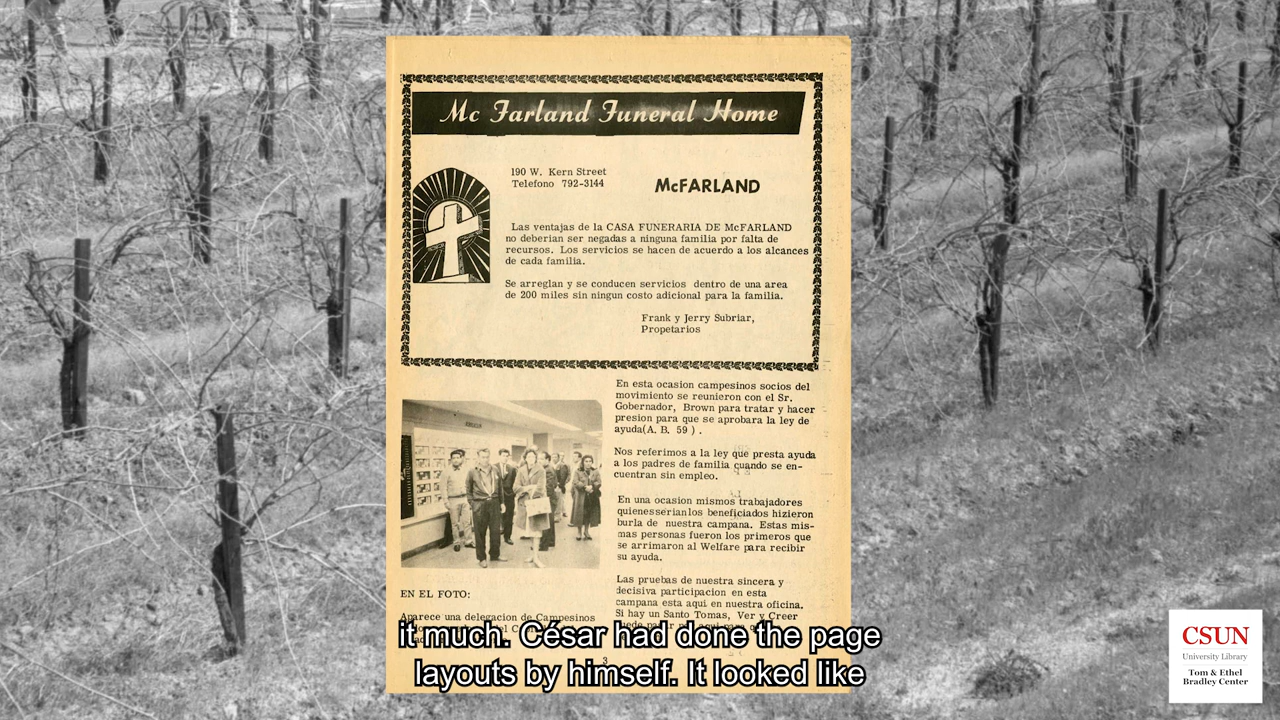 Mc Farland Funeral Home
190 W. Kern Street
Telefono 792-3144
McFARLAND
Las ventajas de la CASA FUNERARIA DE McFARLAND
no deberian ser negadas a ninguna familia por falta de
recursos. Los servicios se hacen de acuerdo a los alcances
de cada familia.
Se arreglan y se conducen servicios dentro de una area
de 200 miles sin ningun costo adicional para la familia.
Frank y Jerry Subriar,
Propetarios
En esta ocasion campesinos socios del
movimiento se reunieron con el Sr.
Gobernador, Brown para tratar y hacer
presion para que se aprobara la ley de
ayuda(A. B. 59 ) .
Nos referimos a la ley que presta ayuda
a los padres de familia cuando se en-
cuentran sin empleo.
En una ocasion mismos trabajadores
quienesserianlos beneficiados hizieron
burla de nuestra campana. Estas mis-
mas personas fueron los primeros que
se arrimaron al Welfare para recibir
su ayuda.
Las pruebas de nuestra sincera y
decisiva participacion en esta
campana esta aqui en nuestra oficina.
Si hay un Santo Tomas, Ver y Creer
EN EL FOTO:
Aparece una delegacion de Campesinos
3
it much. César had done the page
layouts by himself. It looked like
CSUN
University Library
Tom & Ethel
Bradley Center